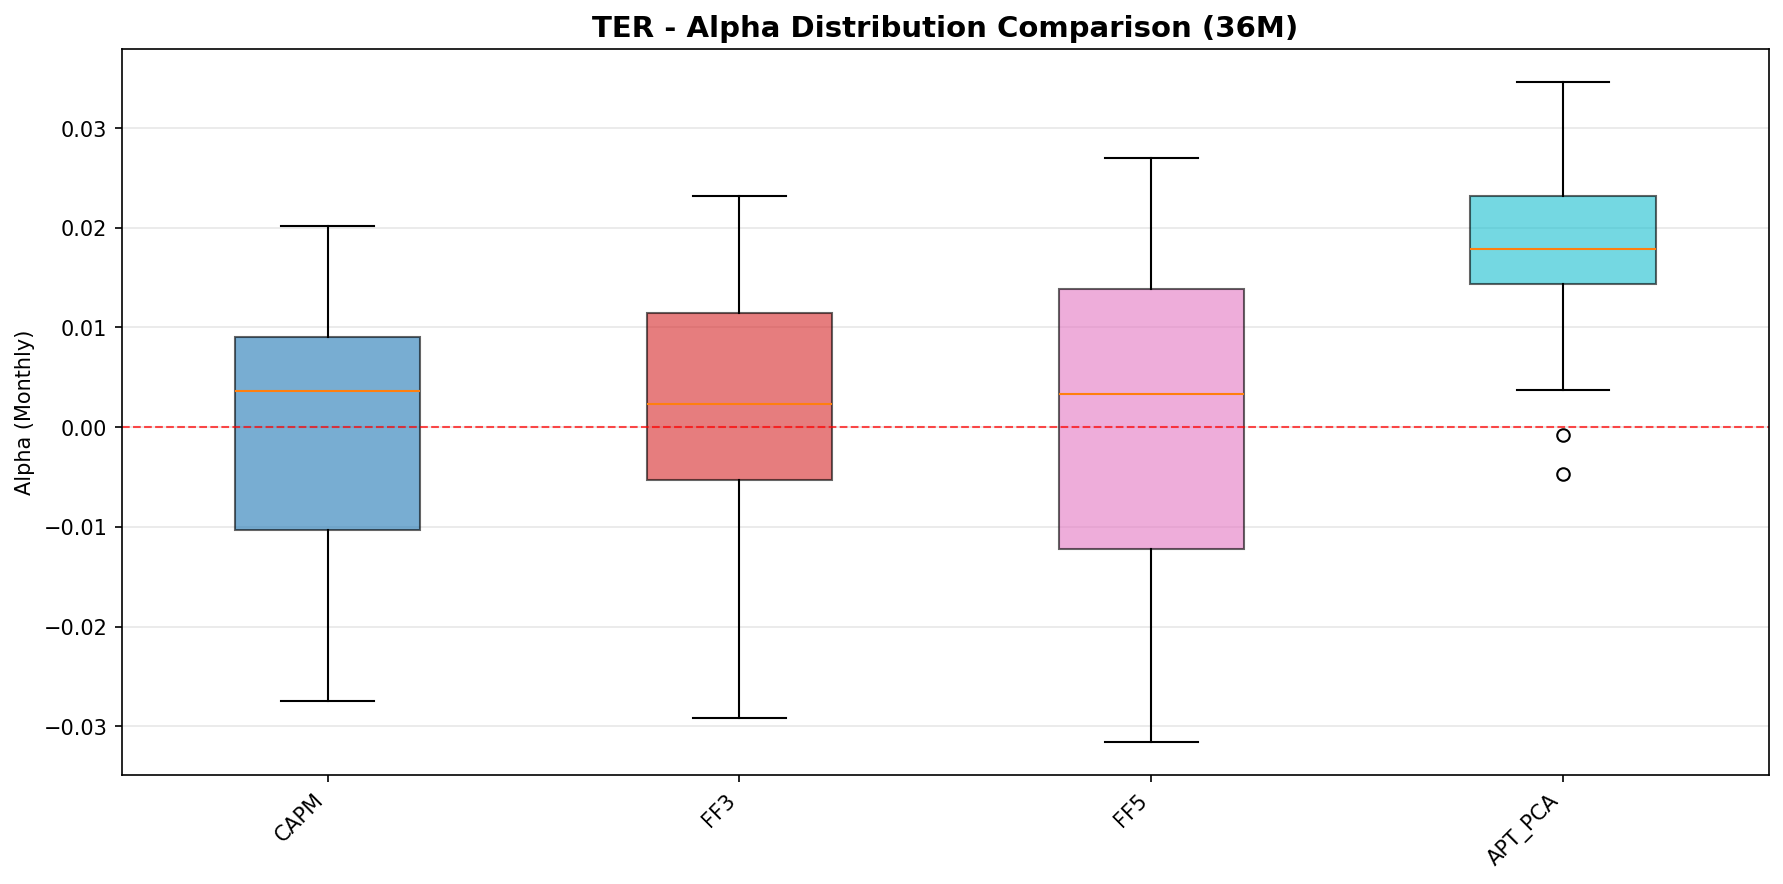 TER - Alpha Distribution Comparison (36M)
Alpha (Monthly)
0.03
0.02
0.01
0.00
−0.01
−0.02
−0.03
CAPM
FF3
FF5
APT_PCA